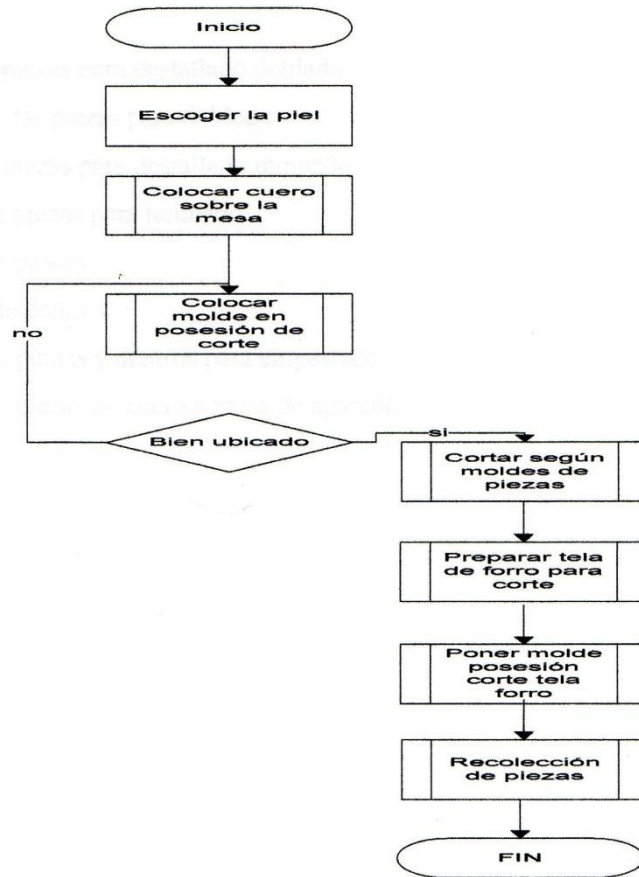 Inicio
Escoger la piel
Colocar cuero
sobre la
mesa
Colocar
molde en
posesión de
corte
no
Bien ubicado
si
Cortar según
moldes de
piezas
Preparar tela
de forro para
corte
Poner molde
posesión
corte tela
forro
Recolección
de piezas
FIN